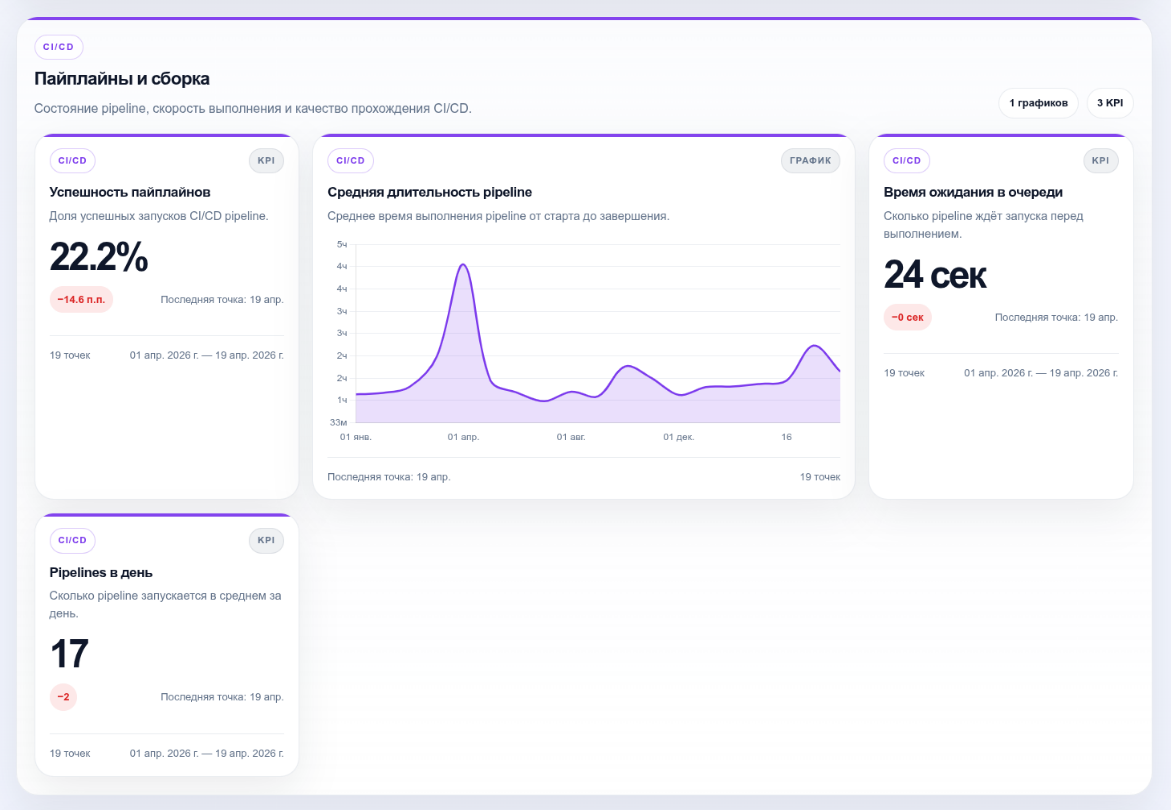 CI/CD
Пайплайны и сборка
Состояние pipeline, скорость выполнения и качество прохождения CI/CD.
1 графиков
3 KPI
CI/CD
KPI
Успешность пайплайнов
Доля успешных запусков CI/CD pipeline.
22.2%
−14.6 п.п.
Последняя точка: 19 апр.
19 точек
01 апр. 2026 г. — 19 апр. 2026 г.
CI/CD
ГРАФИК
Средняя длительность pipeline
Среднее время выполнения pipeline от старта до завершения.
5ч
4ч
4ч
3ч
3ч
2ч
2ч
1ч
33м
01 янв.
01 апр.
01 авг.
01 дек.
16
Последняя точка: 19 апр.
19 точек
CI/CD
KPI
Время ожидания в очереди
Сколько pipeline ждёт запуска перед
выполнением.
24 сек
−0 сек
Последняя точка: 19 апр.
19 точек
01 апр. 2026 г. — 19 апр. 2026 г.
CI/CD
KPI
Pipelines в день
Сколько pipeline запускается в среднем за
день.
17
−2
Последняя точка: 19 апр.
19 точек
01 апр. 2026 г. — 19 апр. 2026 г.